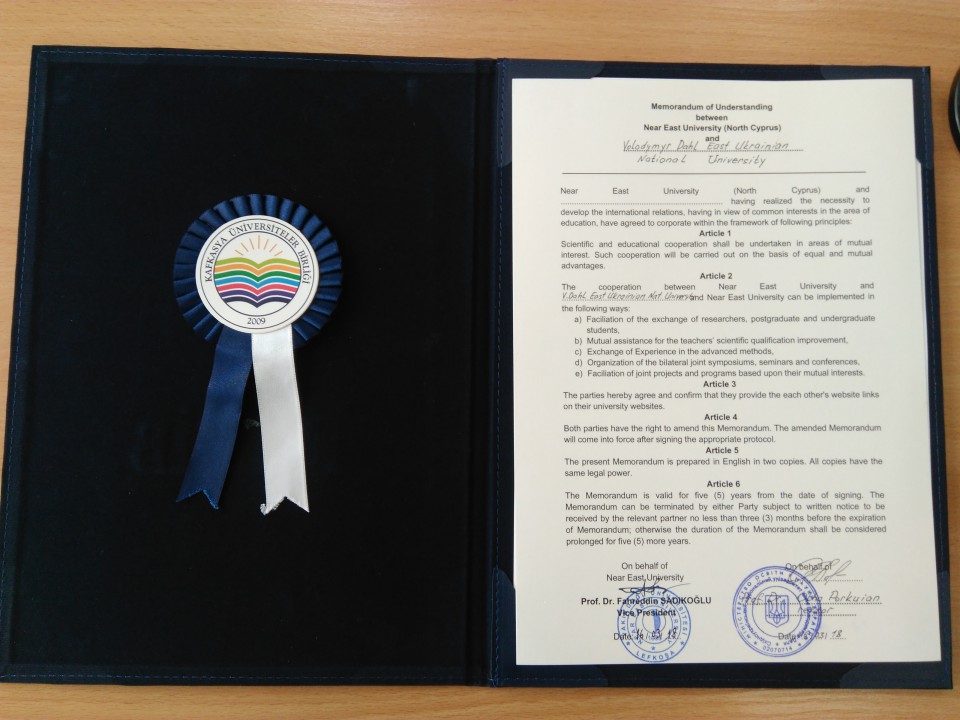 KAFKASYA ÜNİVERSİTELER BİRLİĞİ
2009
Memorandum of Understanding
between
Near East University (North Cyprus)
and
Volodymyr Dahl East Ukrainian
National University
Near East University (North Cyprus) and
having realized the necessity to
develop the international relations, having in view of common interests in the area of
education, have agreed to corporate within the framework of following principles:
Article 1
Scientific and educational cooperation shall be undertaken in areas of mutual
interest. Such cooperation will be carried out on the basis of equal and mutual
advantages.
Article 2
The cooperation between Near East University and
V. Dahl East Ukrainian Nat. University and Near East University can be implemented in
the following ways:
a) Faciliation of the exchange of researchers, postgraduate and undergraduate
students,
b) Mutual assistance for the teachers' scientific qualification improvement,
c) Exchange of Experience in the advanced methods,
d) Organization of the bilateral joint symposiums, seminars and conferences,
e) Faciliation of joint projects and programs based upon their mutual interests.
Article 3
The parties hereby agree and confirm that they provide the each other's website links
on their university websites.
Article 4
Both parties have the right to amend this Memorandum. The amended Memorandum
will come into force after signing the appropriate protocol.
Article 5
The present Memorandum is prepared in English in two copies. All copies have the
same legal power.
Article 6
The Memorandum is valid for five (5) years from the date of signing. The
Memorandum can be terminated by either Party subject to written notice to be
received by the relevant partner no less than three (3) months before the expiration
of Memorandum; otherwise the duration of the Memorandum shall be considered
prolonged for five (5) more years.
On behalf of
Near East University
Prof. Dr. Fahreddin SADIKOĞLU
Vice President
Date
LEFKOŞA
On behalf of
Prof. Dr. Porkuian
Date
02070714